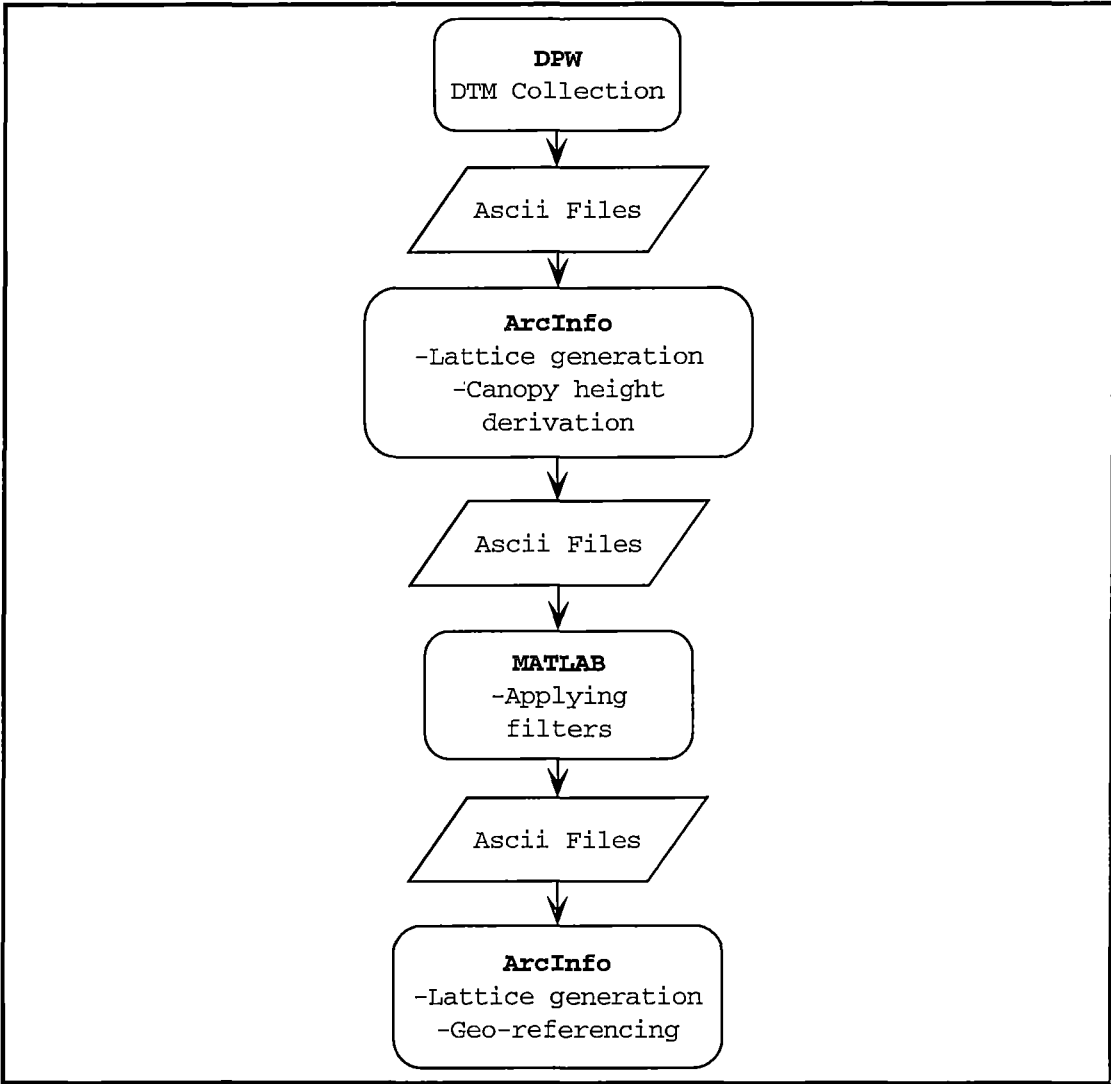 DPW
DTM Collection
Ascii Files
ArcInfo
-Lattice generation
-Canopy height
derivation
Ascii Files
MATLAB
-Applying
filters
Ascii Files
ArcInfo
-Lattice generation
-Geo-referencing